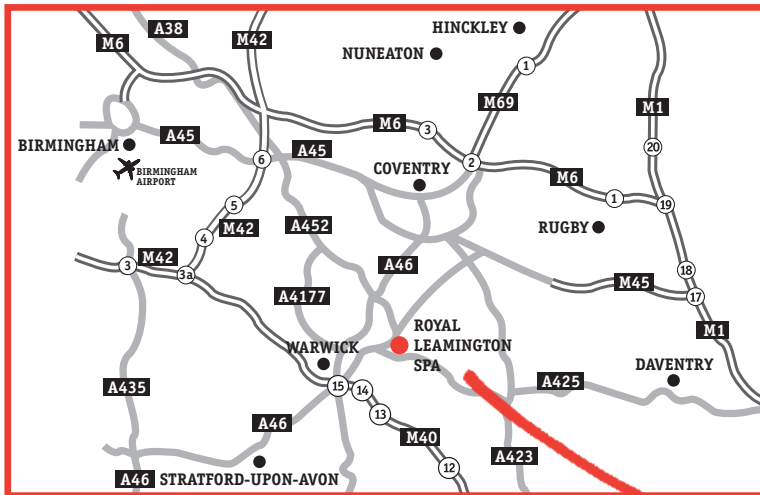 HINCKLEY
A38
M6
M42
NUNEATON
1
M69
M1
M6
3
A45
BIRMINGHAM
20
6
A45
2
BIRMINGHAM
AIRPORT
COVENTRY
M6
1
19
5
A452
RUGBY
4
M42
M42
3
3a
A46
18
M45
17
A4177
ROYAL
LEAMINGTON
SPA
M1
WARWICK
DAVENTRY
15
14
A435
A425
13
A46
M40
A423
12
A46
STRATFORD-UPON-AVON